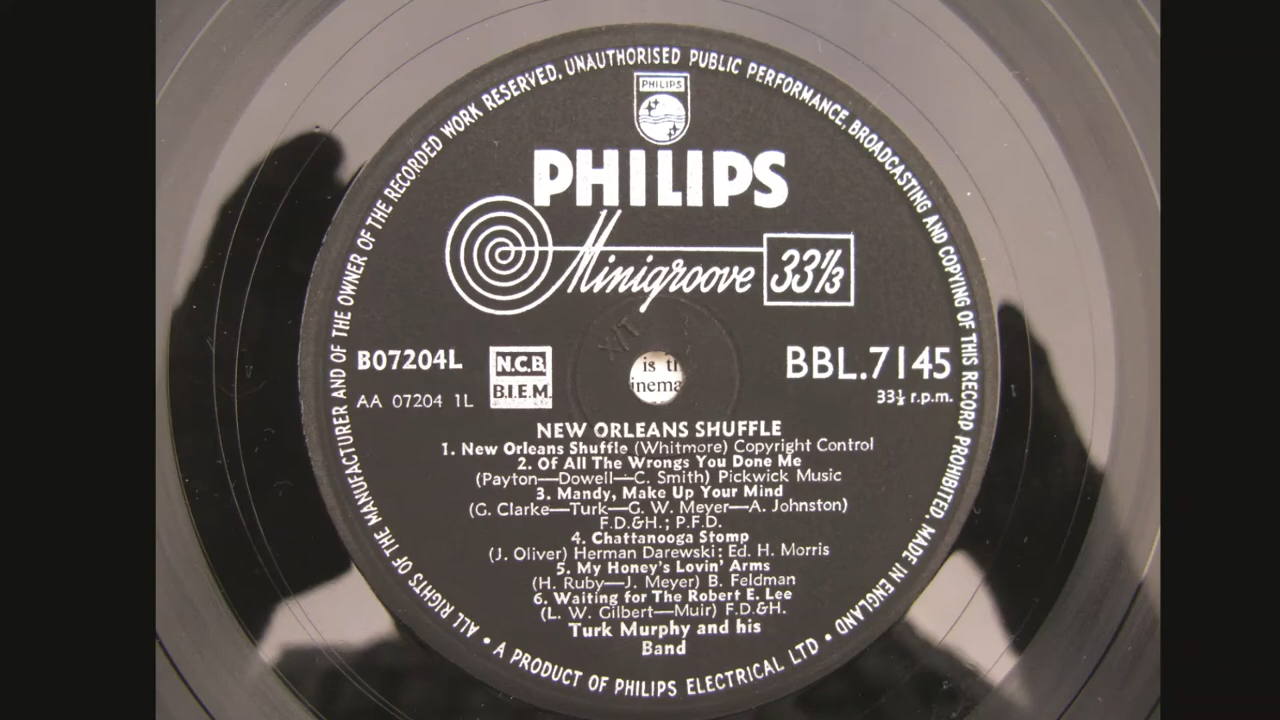 ALL RIGHTS OF THE MANUFACTURER AND OF THE OWNER OF THE RECORDED WORK RESERVED. UNAUTHORISED PUBLIC PERFORMANCE, BROADCASTING AND COPYING OF THIS RECORD PROHIBITED. MADE IN ENGLAND •
PHILIPS
PHILIPS
Minigroove 33⅓
B07204L
N.C.B.
B.I.E.M.
AA 07204 1L
is th
inema
BBL.7145
33⅓ r.p.m.
NEW ORLEANS SHUFFLE
1. New Orleans Shuffle (Whitmore) Copyright Control
2. Of All The Wrongs You Done Me
(Payton—Dowell—C. Smith) Pickwick Music
3. Mandy, Make Up Your Mind
(G. Clarke—Turk—G. W. Meyer—A. Johnston)
F.D.&H.; P.F.D.
4. Chattanooga Stomp
(J. Oliver) Herman Darewski; Ed. H. Morris
5. My Honey's Lovin' Arms
(H. Ruby—J. Meyer) B. Feldman
6. Waiting for The Robert E. Lee
(L. W. Gilbert—Muir) F.D.&H.
Turk Murphy and his
Band
• A PRODUCT OF PHILIPS ELECTRICAL LTD